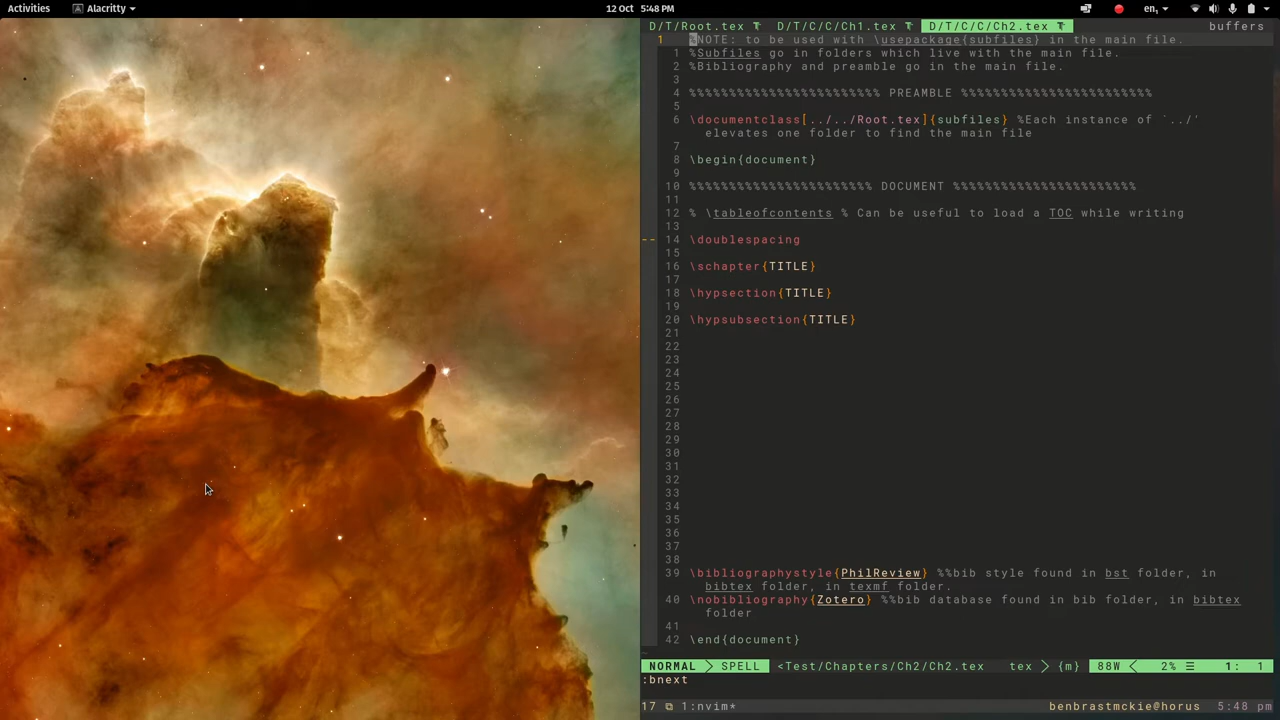 Activities Alacritty 12 Oct 5:48 PM en₁
D/T/Root.tex D/T/C/C/Ch1.tex D/T/C/C/Ch2.tex buffers
1 %NOTE: to be used with \usepackage{subfiles} in the main file.
1 %Subfiles go in folders which live with the main file.
2 %Bibliography and preamble go in the main file.
3
4 %%%%%%%%%%%%%%%%%%%%%%%% PREAMBLE %%%%%%%%%%%%%%%%%%%%%%%%
5
6 \documentclass[../../Root.tex]{subfiles} %Each instance of `../'
elevates one folder to find the main file
7
8 \begin{document}
9
10 %%%%%%%%%%%%%%%%%%%%%%% DOCUMENT %%%%%%%%%%%%%%%%%%%%%%%
11
12 % \tableofcontents % Can be useful to load a TOC while writing
13
-- 14 \doublespacing
15
16 \schapter{TITLE}
17
18 \hypsection{TITLE}
19
20 \hypsubsection{TITLE}
21
22
23
24
25
26
27
28
29
30
31
32
33
34
35
36
37
38
39 \bibliographystyle{PhilReview} %%bib style found in bst folder, in
bibtex folder, in texmf folder.
40 \nobibliography{Zotero} %%bib database found in bib folder, in bibtex
folder
41
42 \end{document}
NORMAL SPELL <Test/Chapters/Ch2/Ch2.tex tex {m} 88W 2% ☰ 1: 1
:bnext
17 1:nvim* benbrastmckie@horus 5:48 pm